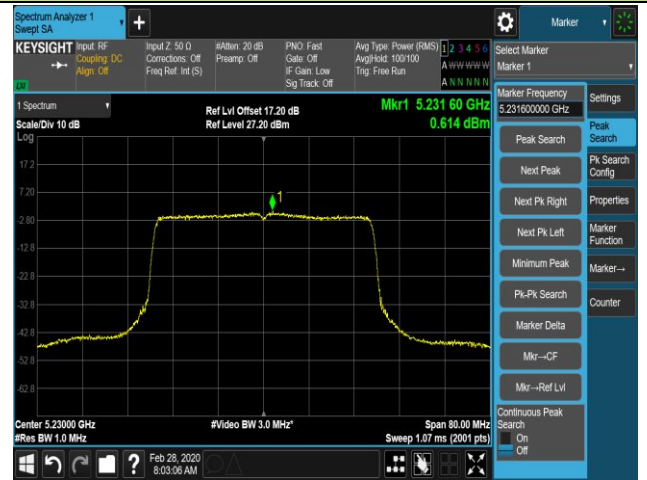 Spectrum Analyzer 1
Swept SA
+
Marker
KEYSIGHT
Input: RF
Coupling: DC
Align: Off
Input Z: 50 Ω
Corrections: Off
Freq Ref: Int (S)
#Atten: 20 dB
Preamp: Off
PNO: Fast
Gate: Off
IF Gain: Low
Sig Track: Off
Avg Type: Power (RMS)
Avg|Hold: 100/100
Trig: Free Run
1 2 3 4 5 6
A W W W W W
A N N N N N
Select Marker
Marker 1
1 Spectrum
Scale/Div 10 dB
Log
Ref Lvl Offset 17.20 dB
Ref Level 27.20 dBm
Mkr1 5.231 60 GHz
0.614 dBm
17.2
7.20
-2.80
-12.8
-22.8
-32.8
-42.8
-52.8
-62.8
1
Center 5.23000 GHz
#Res BW 1.0 MHz
#Video BW 3.0 MHz*
Span 80.00 MHz
Sweep 1.07 ms (2001 pts)
Marker Frequency
5.231600000 GHz
Peak Search
Next Peak
Next Pk Right
Next Pk Left
Minimum Peak
Pk-Pk Search
Marker Delta
Mkr→CF
Mkr→Ref Lvl
Continuous Peak
Search
On
Off
Settings
Peak
Search
Pk Search
Config
Properties
Marker
Function
Marker→
Counter
?
Feb 28, 2020
8:03:06 AM